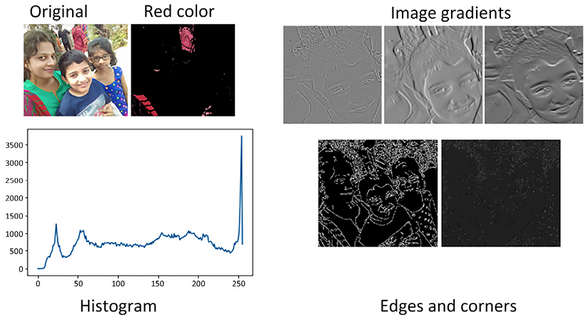 Original
Red color
Image gradients
3500
3000
2500
2000
1500
1000
500
0
0 50 100 150 200 250
Histogram
Edges and corners